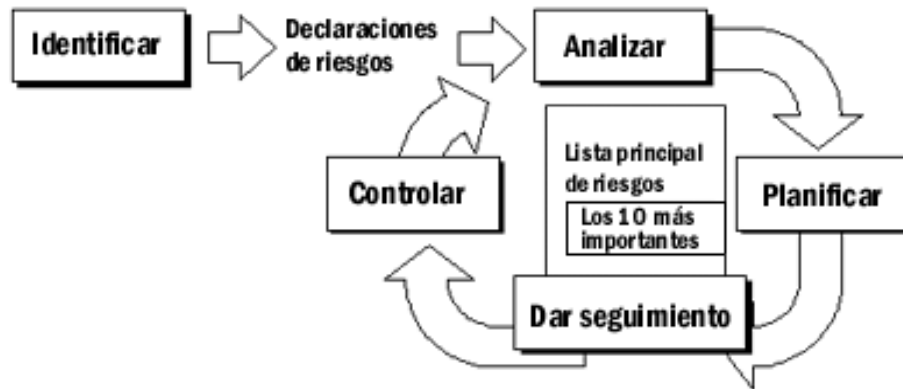 Identificar
Declaraciones
de riesgos
Analizar
Lista principal
de riesgos
Los 10 más
importantes
Controlar
Planificar
Dar seguimiento